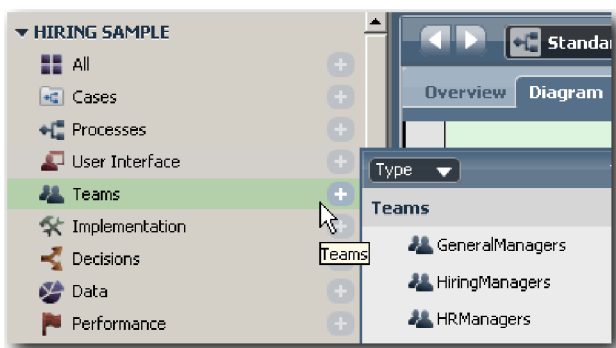 HIRING SAMPLE
All
Cases
Processes
User Interface
Teams
Implementation
Decisions
Data
Performance
Teams
Standa
Overview Diagram
Type
Teams
GeneralManagers
HiringManagers
HRManagers